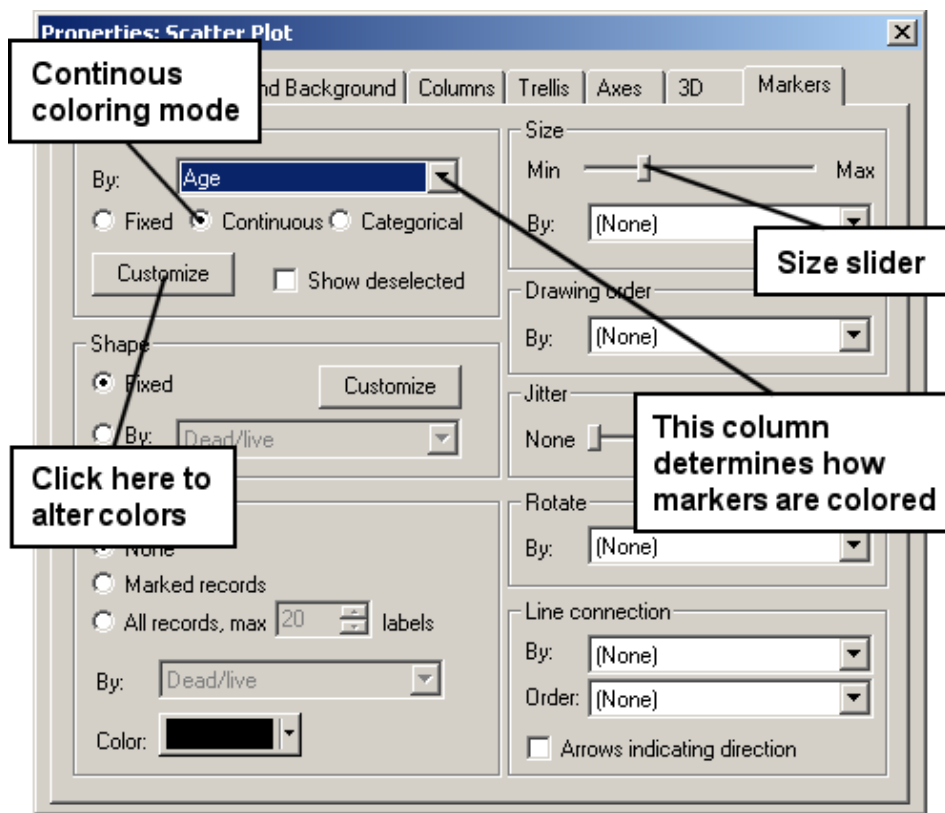 Properties: Scatter Plot
Continous
coloring mode
nd Background
Columns
Trellis
Axes
3D
Markers
By: Age
Fixed Continuous Categorical
Customize Show deselected
Size
Min Max
By: (None)
Size slider
Drawing order
By: (None)
Shape
Fixed Customize
By: Dead/live
Jitter
None
This column
determines how
markers are colored
Click here to
alter colors
None
Marked records
All records, max 20 labels
By: Dead/live
Color:
Rotate
By: (None)
Line connection
By: (None)
Order: (None)
Arrows indicating direction